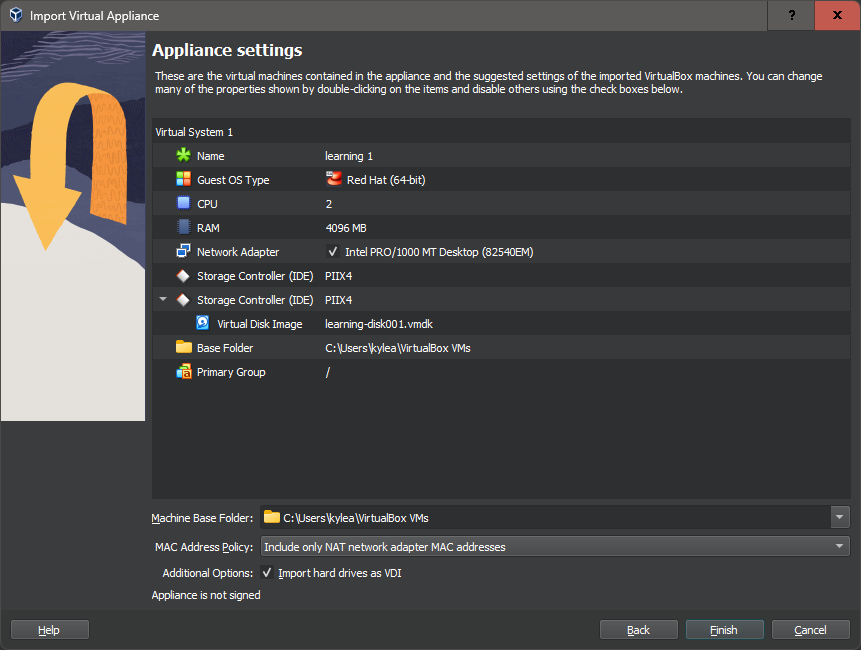 Import Virtual Appliance
?
Appliance settings
These are the virtual machines contained in the appliance and the suggested settings of the imported VirtualBox machines. You can change
many of the properties shown by double-clicking on the items and disable others using the check boxes below.
Virtual System 1
Name learning 1
Guest OS Type Red Hat (64-bit)
CPU 2
RAM 4096 MB
Network Adapter Intel PRO/1000 MT Desktop (82540EM)
Storage Controller (IDE) PIIX4
Storage Controller (IDE) PIIX4
Virtual Disk Image learning-disk001.vmdk
Base Folder C:\Users\kylea\VirtualBox VMs
Primary Group /
Machine Base Folder: C:\Users\kylea\VirtualBox VMs
MAC Address Policy: Include only NAT network adapter MAC addresses
Additional Options: Import hard drives as VDI
Appliance is not signed
Help Back Finish Cancel